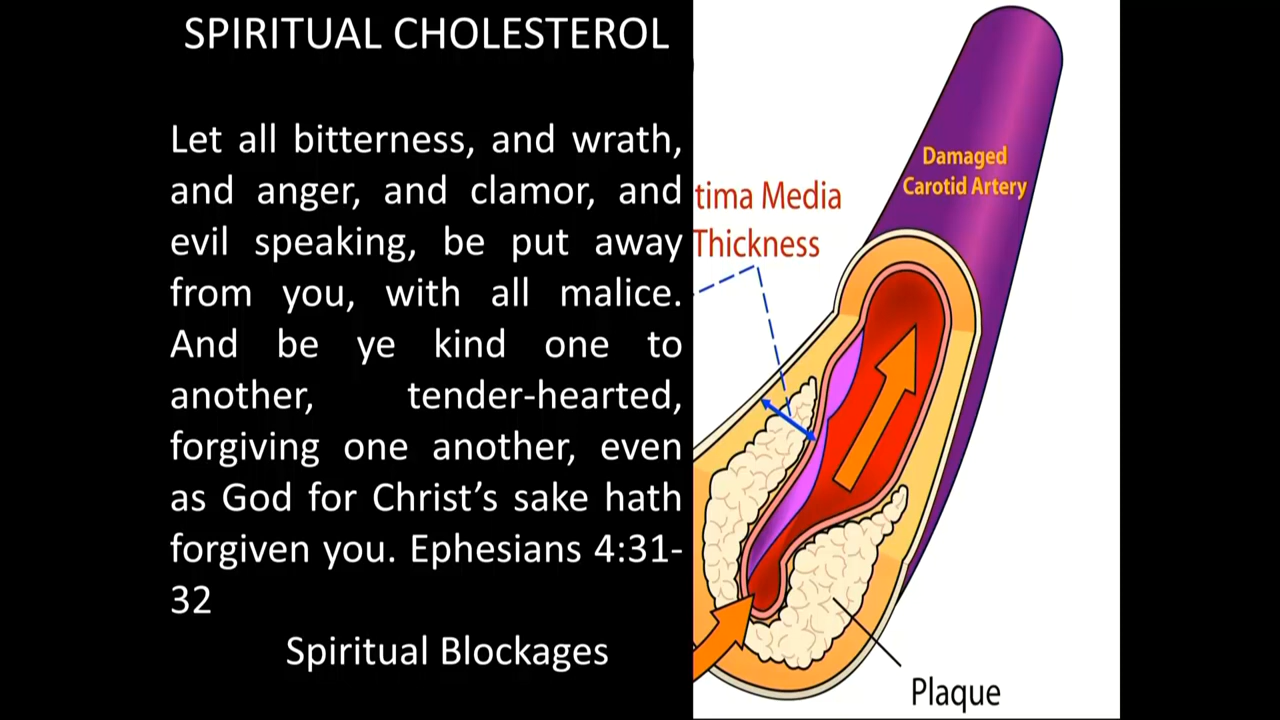 SPIRITUAL CHOLESTEROL
Let all bitterness, and wrath,
and anger, and clamor, and
evil speaking, be put away
from you, with all malice.
And be ye kind one to
another, tender-hearted,
forgiving one another, even
as God for Christ’s sake hath
forgiven you. Ephesians 4:31-
32
Spiritual Blockages
Damaged
Carotid Artery
tima Media
Thickness
Plaque